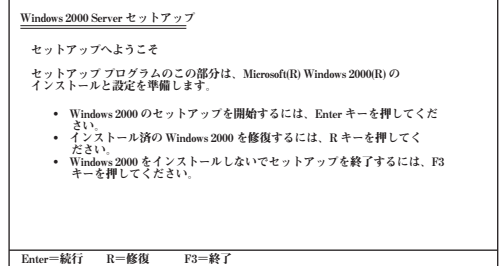 Windows 2000 Server セットアップ
セットアップへようこそ
セットアップ プログラムのこの部分は、Microsoft(R) Windows 2000(R) の
インストールと設定を準備します。
• Windows 2000 のセットアップを開始するには、Enter キーを押してくだ
さい。
• インストール済の Windows 2000 を修復するには、R キーを押してく
ださい。
• Windows 2000 をインストールしないでセットアップを終了するには、F3
キーを押してください。
Enter＝続行 R＝修復 F3＝終了